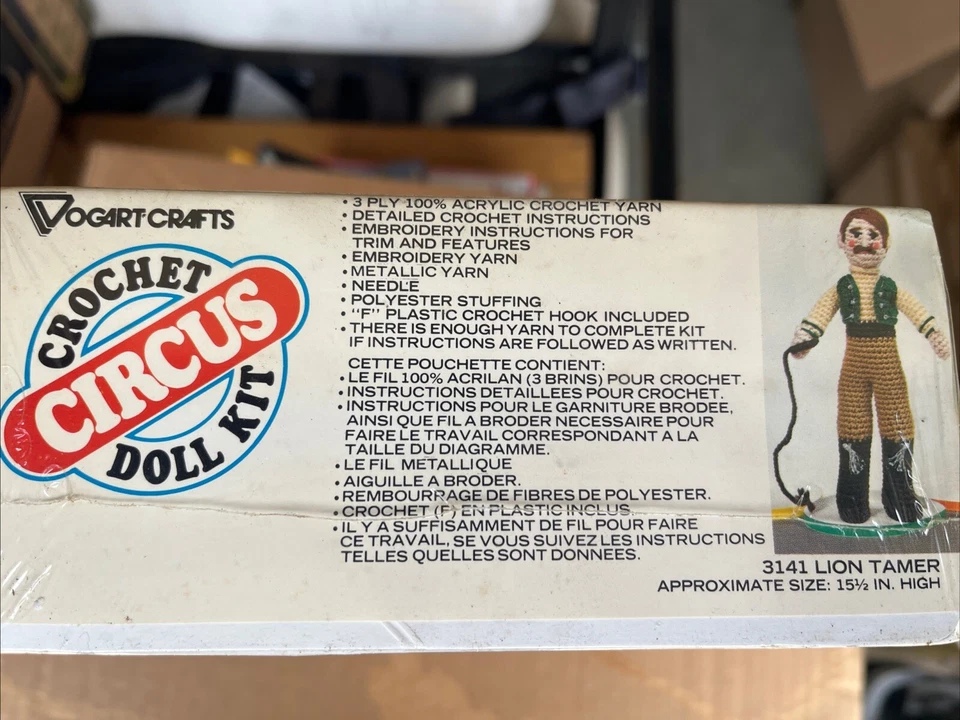 VOGART CRAFTS
CROCHET
CIRCUS
DOLL KIT
• 3 PLY 100% ACRYLIC CROCHET YARN
• DETAILED CROCHET INSTRUCTIONS
• EMBROIDERY INSTRUCTIONS FOR
TRIM AND FEATURES
• EMBROIDERY YARN
• METALLIC YARN
• NEEDLE
• POLYESTER STUFFING
• "F" PLASTIC CROCHET HOOK INCLUDED
• THERE IS ENOUGH YARN TO COMPLETE KIT
IF INSTRUCTIONS ARE FOLLOWED AS WRITTEN.
CETTE POUCHETTE CONTIENT:
• LE FIL 100% ACRILAN (3 BRINS) POUR CROCHET.
• INSTRUCTIONS DETAILLEES POUR CROCHET.
• INSTRUCTIONS POUR LE GARNITURE BRODEE,
AINSI QUE FIL A BRODER NECESSAIRE POUR
FAIRE LE TRAVAIL CORRESPONDANT A LA
TAILLE DU DIAGRAMME.
• LE FIL METALLIQUE
• AIGUILLE A BRODER.
• REMBOURRAGE DE FIBRES DE POLYESTER.
• CROCHET (F) EN PLASTIC INCLUS.
• IL Y A SUFFISAMMENT DE FIL POUR FAIRE
CE TRAVAIL, SE VOUS SUIVEZ LES INSTRUCTIONS
TELLES QUELLES SONT DONNEES.
3141 LION TAMER
APPROXIMATE SIZE: 15½ IN. HIGH